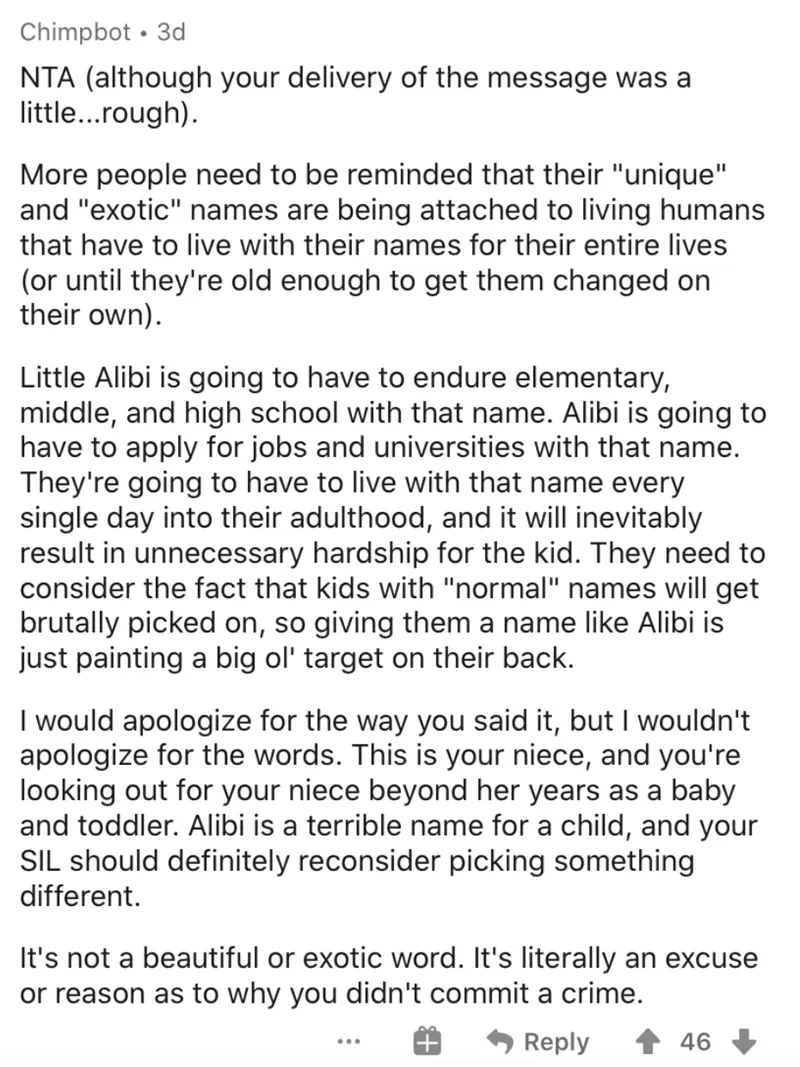 Chimpbot • 3d
NTA (although your delivery of the message was a
little...rough).
More people need to be reminded that their "unique"
and "exotic" names are being attached to living humans
that have to live with their names for their entire lives
(or until they're old enough to get them changed on
their own).
Little Alibi is going to have to endure elementary,
middle, and high school with that name. Alibi is going to
have to apply for jobs and universities with that name.
They're going to have to live with that name every
single day into their adulthood, and it will inevitably
result in unnecessary hardship for the kid. They need to
consider the fact that kids with "normal" names will get
brutally picked on, so giving them a name like Alibi is
just painting a big ol' target on their back.
I would apologize for the way you said it, but I wouldn't
apologize for the words. This is your niece, and you're
looking out for your niece beyond her years as a baby
and toddler. Alibi is a terrible name for a child, and your
SIL should definitely reconsider picking something
different.
It's not a beautiful or exotic word. It's literally an excuse
or reason as to why you didn't commit a crime.
... Reply 46